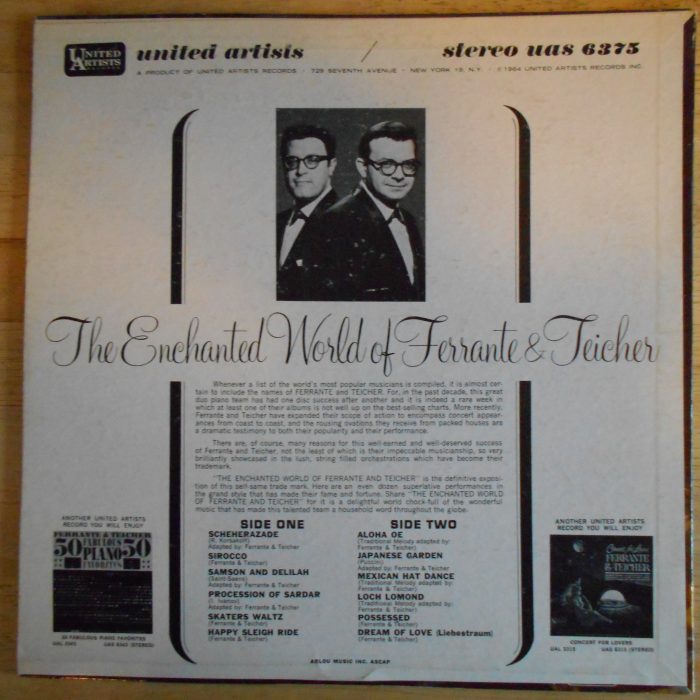 UNITED ARTISTS RECORDS
united artists / stereo uas 6375
A PRODUCT OF UNITED ARTISTS RECORDS · 729 SEVENTH AVENUE · NEW YORK 19, N.Y. · ©1964 UNITED ARTISTS RECORDS INC.
The Enchanted World of Ferrante & Teicher
Whenever a list of the world's most popular musicians is compiled, it is almost cer-
tain to include the names of FERRANTE and TEICHER. For, in the past decade, this great
duo piano team has had one disc success after another and it is indeed a rare week in
which at least one of their albums is not well up on the best-selling charts. More recently,
Ferrante and Teicher have expanded their scope of action to encompass concert appear-
ances from coast to coast, and the rousing ovations they receive from packed houses are
a dramatic testimony to both their popularity and their performance.
There are, of course, many reasons for this well-earned and well-deserved success
of Ferrante and Teicher, not the least of which is their impeccable musicianship, so very
brilliantly showcased in the lush, string filled orchestrations which have become their
trademark.
"THE ENCHANTED WORLD OF FERRANTE AND TEICHER" is the definitive exposi-
tion of this self-same trade mark. Here are an even dozen superlative performances in
the grand style that has made their fame and fortune. Share "THE ENCHANTED WORLD
OF FERRANTE AND TEICHER" for it is a delightful world chock-full of the wonderful
music that has made this talented team a household word throughout the globe.
SIDE ONE
SCHEHERAZADE
(R. Korsakoff)
Adapted by: Ferrante & Teicher
SIROCCO
(Ferrante & Teicher)
SAMSON AND DELILAH
(Saint-Saens)
Adapted by: Ferrante & Teicher
PROCESSION OF SARDAR
(I. Ivanov)
Adapted by: Ferrante & Teicher
SKATERS WALTZ
(Ferrante & Teicher)
HAPPY SLEIGH RIDE
(Ferrante & Teicher)
SIDE TWO
ALOHA OE
(Traditional Melody adapted by:
Ferrante & Teicher)
JAPANESE GARDEN
(Puccini)
Adapted by: Ferrante & Teicher
MEXICAN HAT DANCE
(Traditional Melody adapted by:
Ferrante & Teicher)
LOCH LOMOND
(Traditional Melody adapted by:
Ferrante & Teicher)
POSSESSED
(Ferrante & Teicher)
DREAM OF LOVE (Liebestraum)
(Ferrante & Teicher)
ARLOU MUSIC INC. ASCAP
ANOTHER UNITED ARTISTS
RECORD YOU WILL ENJOY
FERRANTE & TEICHER
50 FABULOUS PIANO FAVORITES 50
50 FABULOUS PIANO FAVORITES
ANOTHER UNITED ARTISTS
RECORD YOU WILL ENJOY
Concert for Lovers
FERRANTE
& TEICHER
CONCERT FOR LOVERS
UAL 3315 UAS 6315 (STEREO)